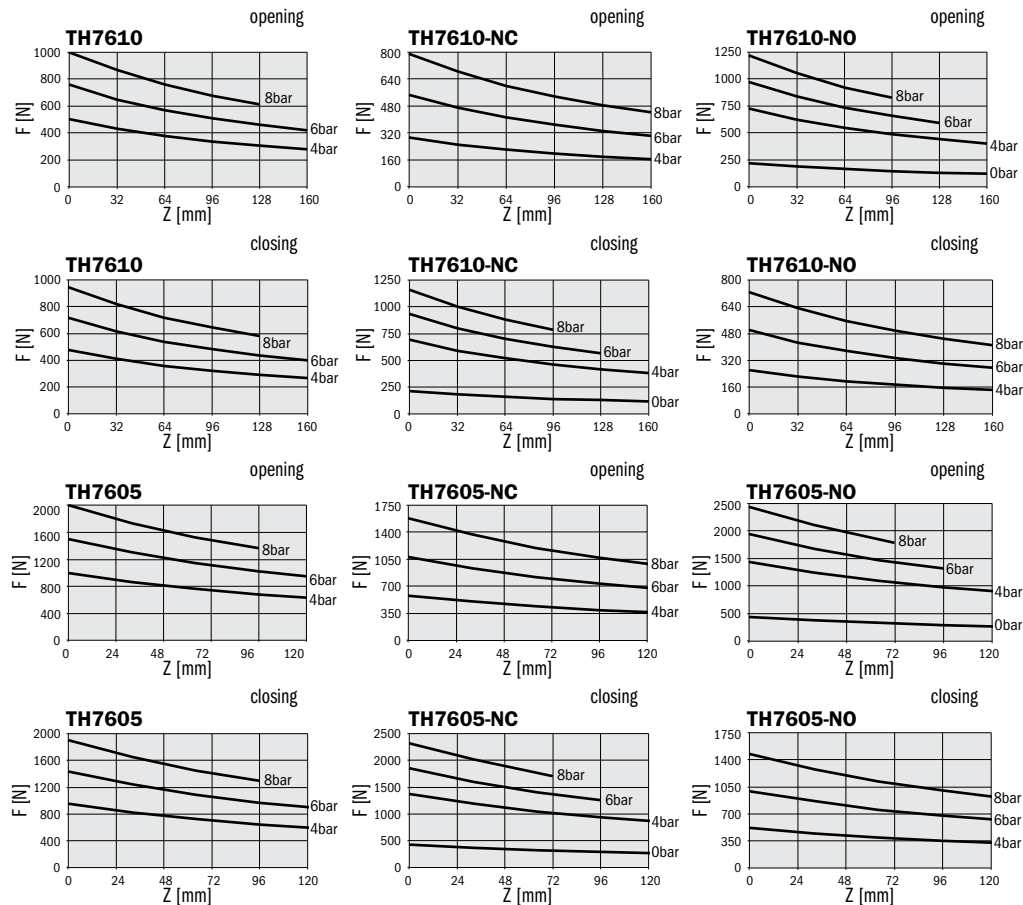 opening
TH7610
F [N]
1000
800
600
400
200
0
8bar
6bar
4bar
0 32 64 96 128 160
Z [mm]
opening
TH7610-NC
F [N]
800
640
480
320
160
0
8bar
6bar
4bar
0 32 64 96 128 160
Z [mm]
opening
TH7610-NO
F [N]
1250
1000
750
500
250
0
8bar
6bar
4bar
0bar
0 32 64 96 128 160
Z [mm]
closing
TH7610
F [N]
1000
800
600
400
200
0
8bar
6bar
4bar
0 32 64 96 128 160
Z [mm]
closing
TH7610-NC
F [N]
1250
1000
750
500
250
0
8bar
6bar
4bar
0bar
0 32 64 96 128 160
Z [mm]
closing
TH7610-NO
F [N]
800
640
480
320
160
0
8bar
6bar
4bar
0 32 64 96 128 160
Z [mm]
opening
TH7605
F [N]
2000
1600
1200
800
400
0
8bar
6bar
4bar
0 24 48 72 96 120
Z [mm]
opening
TH7605-NC
F [N]
1750
1400
1050
700
350
0
8bar
6bar
4bar
0 24 48 72 96 120
Z [mm]
opening
TH7605-NO
F [N]
2500
2000
1500
1000
500
0
8bar
6bar
4bar
0bar
0 24 48 72 96 120
Z [mm]
closing
TH7605
F [N]
2000
1600
1200
800
400
0
8bar
6bar
4bar
0 24 48 72 96 120
Z [mm]
closing
TH7605-NC
F [N]
2500
2000
1500
1000
500
0
8bar
6bar
4bar
0bar
0 24 48 72 96 120
Z [mm]
closing
TH7605-NO
F [N]
1750
1400
1050
700
350
0
8bar
6bar
4bar
0 24 48 72 96 120
Z [mm]